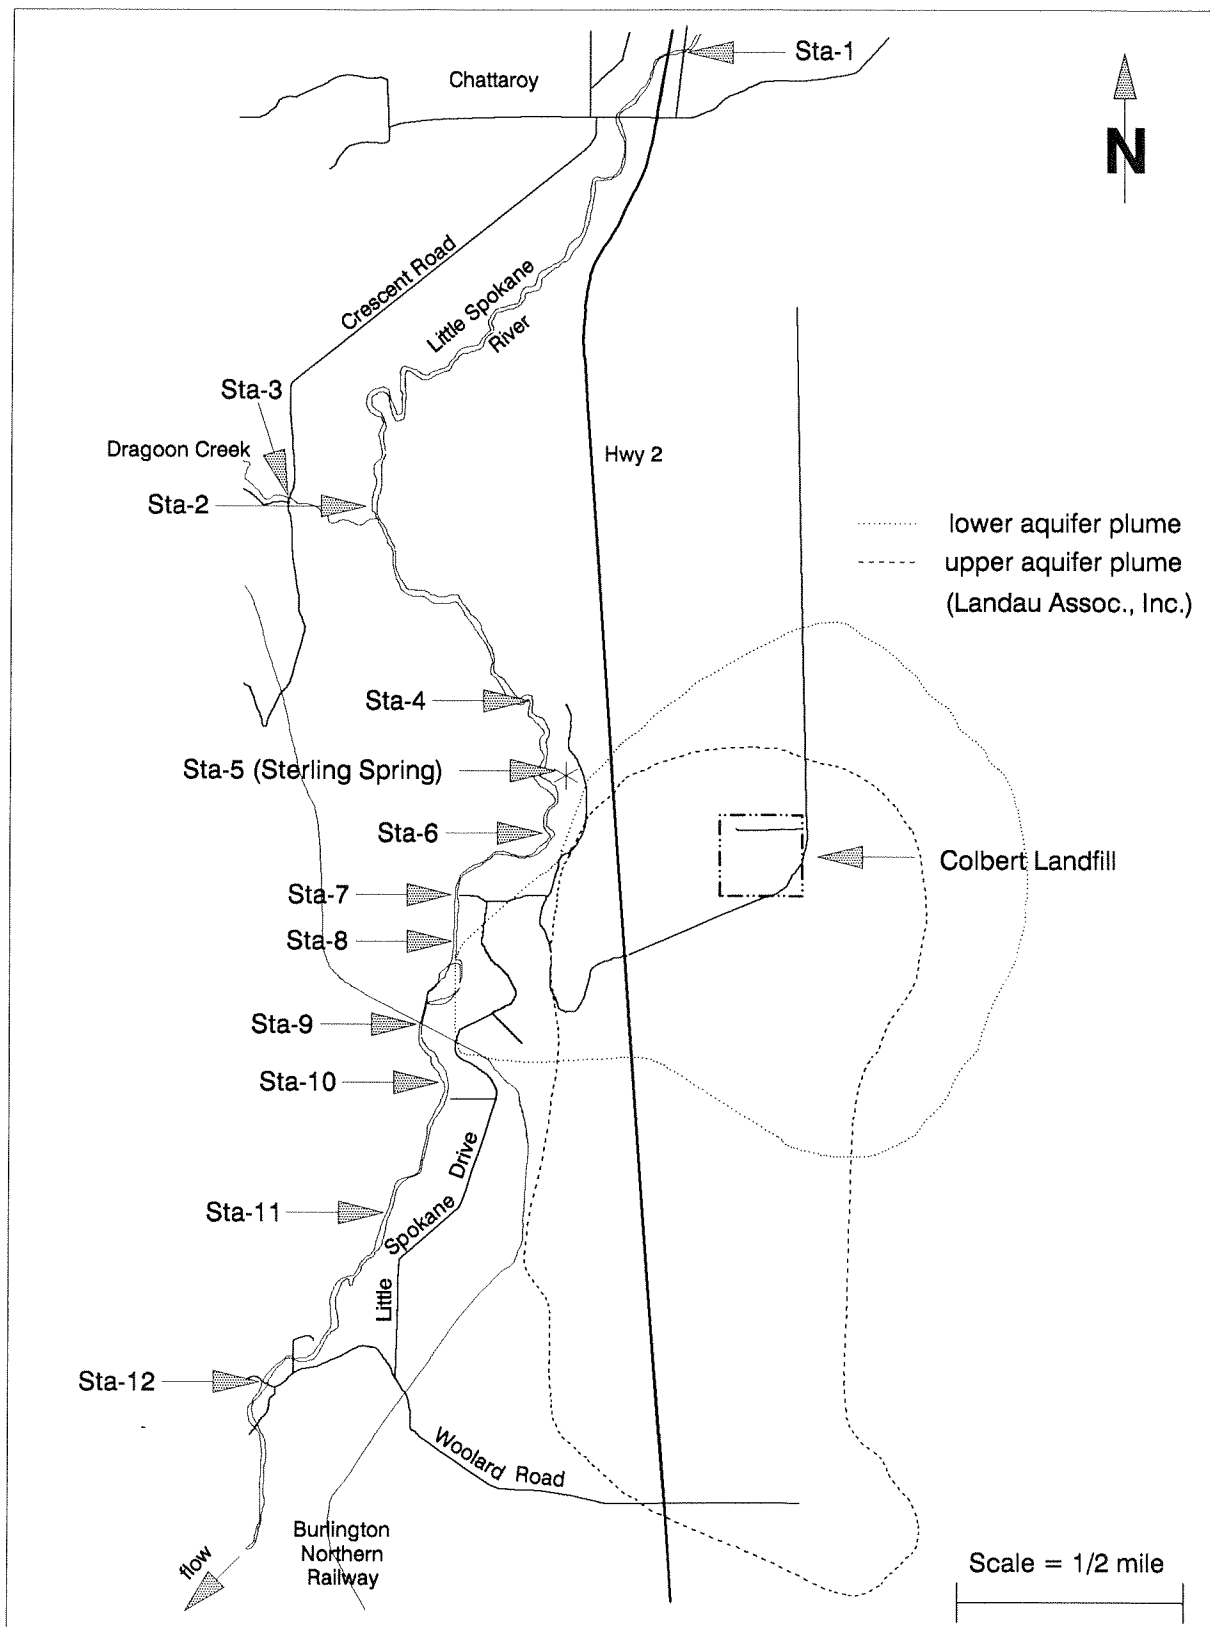 Sta-1
Chattaroy
N
Crescent Road
Little Spokane
River
Sta-3
Dragoon Creek
Hwy 2
Sta-2
lower aquifer plume
upper aquifer plume
(Landau Assoc., Inc.)
Sta-4
Sta-5 (Sterling Spring)
Sta-6
Colbert Landfill
Sta-7
Sta-8
Sta-9
Sta-10
Little Spokane Drive
Sta-11
Sta-12
Woolard Road
Burlington
Northern
Railway
flow
Scale = 1/2 mile